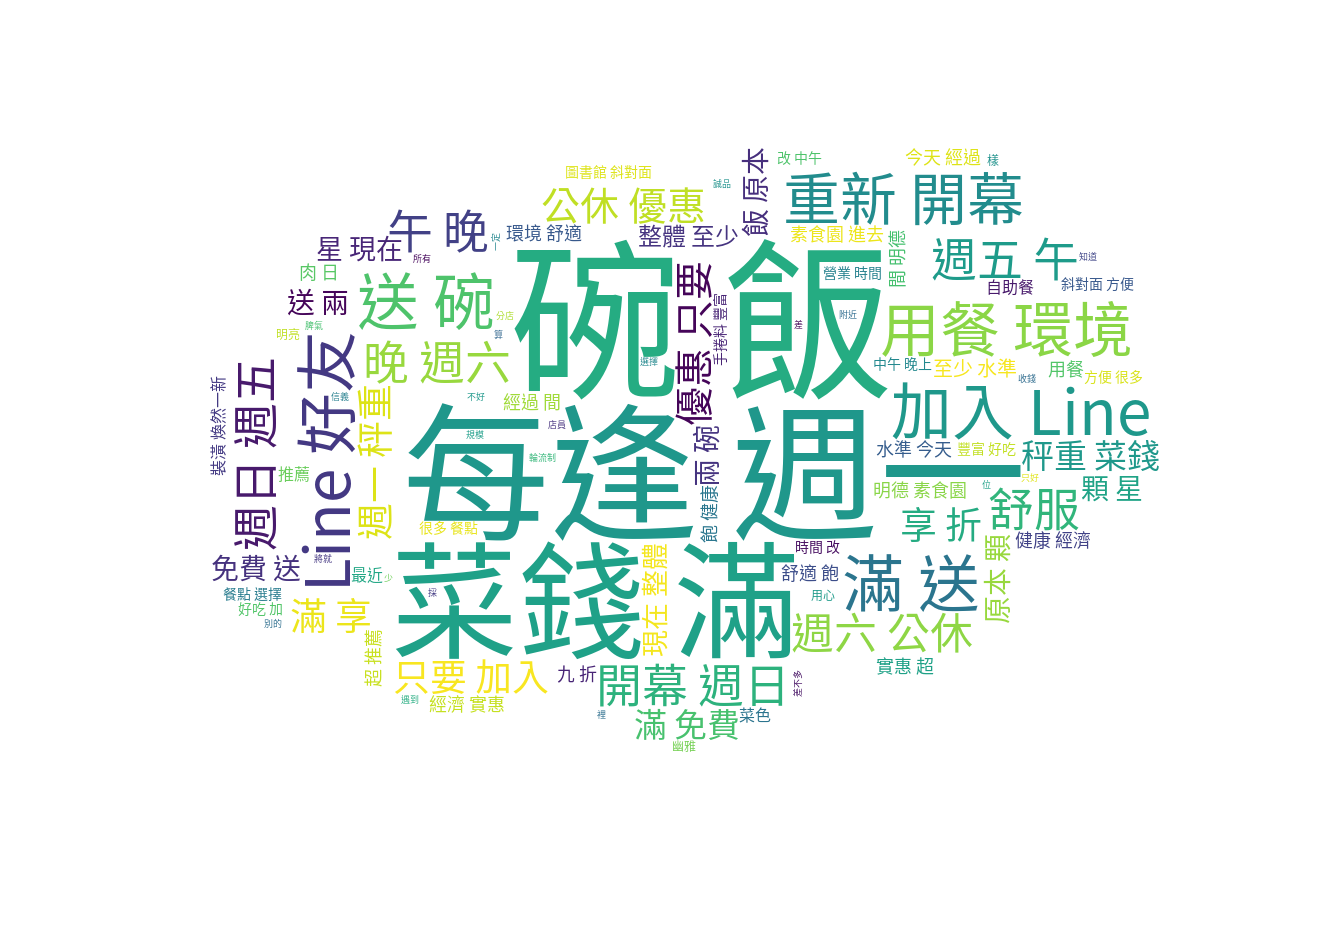 圖書館 斜對面
誠品
飯 原本
改 中午
今天 經過
樣
公休 優惠
重新 開幕
午 晚
一定
環境 舒適
整體 至少
素食園 進去
間 明德
星 現在
所有
週五 午
知道
肉 日
送 碗
碗 飯
優惠 只要
手捲料 豐富
營業 時間
自助餐
斜對面 方便
送 兩
脾氣
明亮
分店
算
差
附近
用餐 環境
晚 週六
選擇
中午 晚上
至少 水準
收錢
用餐
方便 很多
裝潢 煥然一新
週日 週五
Line 好友
信義
週一 秤重
不好
經過 間
店員
規模
輪流制
每逢 週一
兩 碗
加入 Line
水準 今天
豐富 好吃
秤重 菜錢
推薦
飽 健康
明德 素食園
位
只好
顆 星
很多 餐點
舒服
享 折
原本 顆
健康 經濟
免費 送
將就
最近
少
採
菜錢 滿
現在 整體
時間 改
舒適 飽
滿 送
餐點 選擇
好吃 加
別的
滿 享
用心
週六 公休
超 推薦
只要 加入
九 折
開幕 週日
差不多
實惠 超
遇到
經濟 實惠
裡
滿 免費
菜色
幽雅